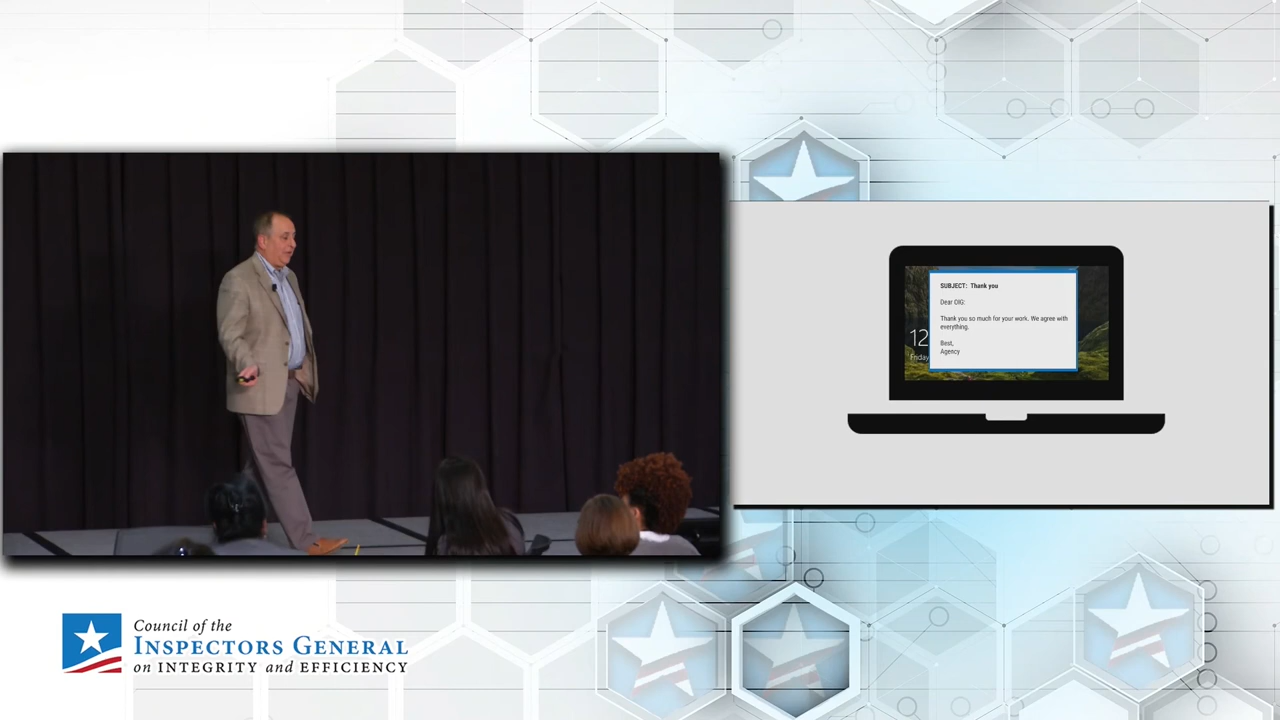 SUBJECT: Thank you
Dear OIG:
Thank you so much for your work. We agree with
everything.
Best,
Agency
12
Friday
Council of the
INSPECTORS GENERAL
on INTEGRITY and EFFICIENCY